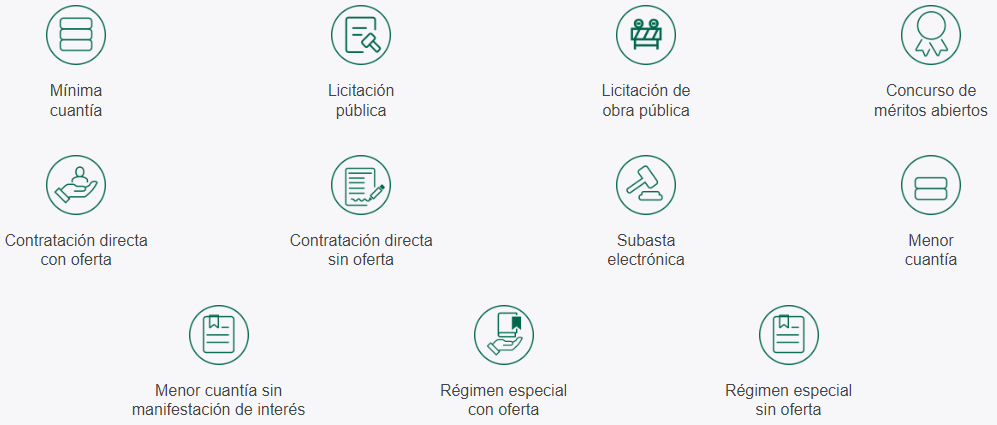 Mínima
cuantía
Licitación
pública
Licitación de
obra pública
Concurso de
méritos abiertos
Contratación directa
con oferta
Contratación directa
sin oferta
Subasta
electrónica
Menor
cuantía
Menor cuantía sin
manifestación de interés
Régimen especial
con oferta
Régimen especial
sin oferta